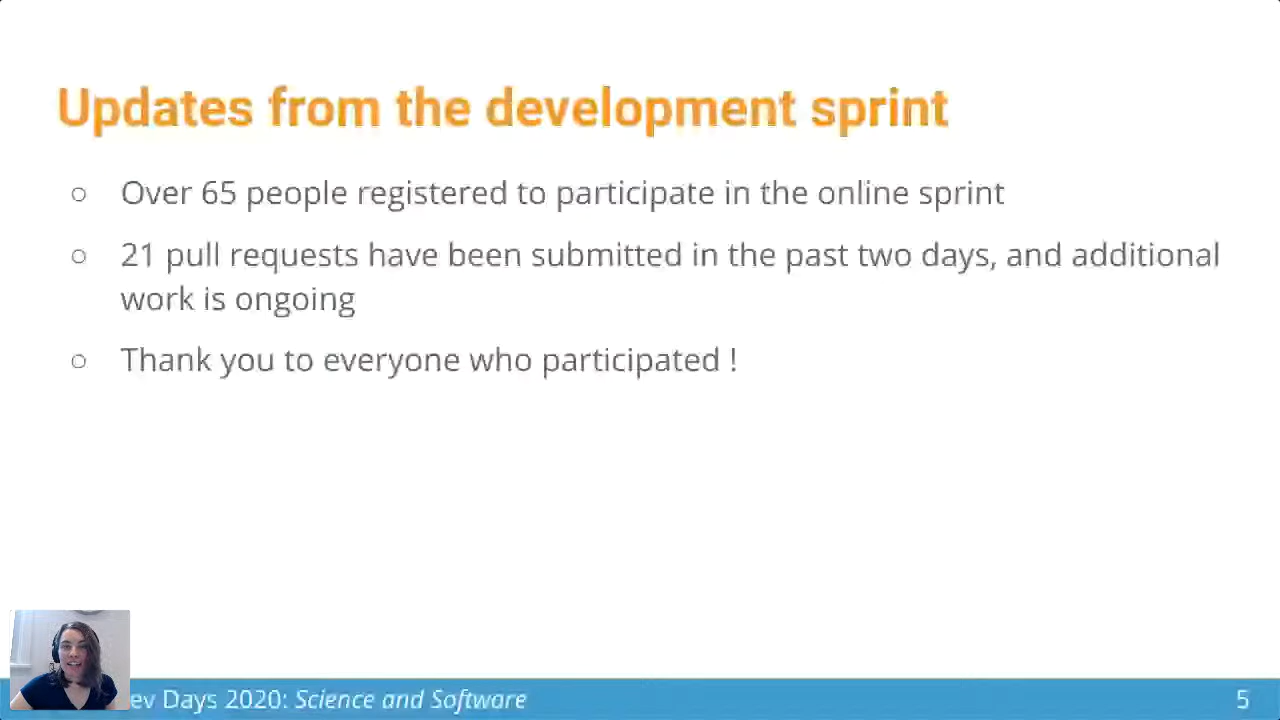 Updates from the development sprint
○ Over 65 people registered to participate in the online sprint
○ 21 pull requests have been submitted in the past two days, and additional
work is ongoing
○ Thank you to everyone who participated !
Days 2020: Science and Software
5